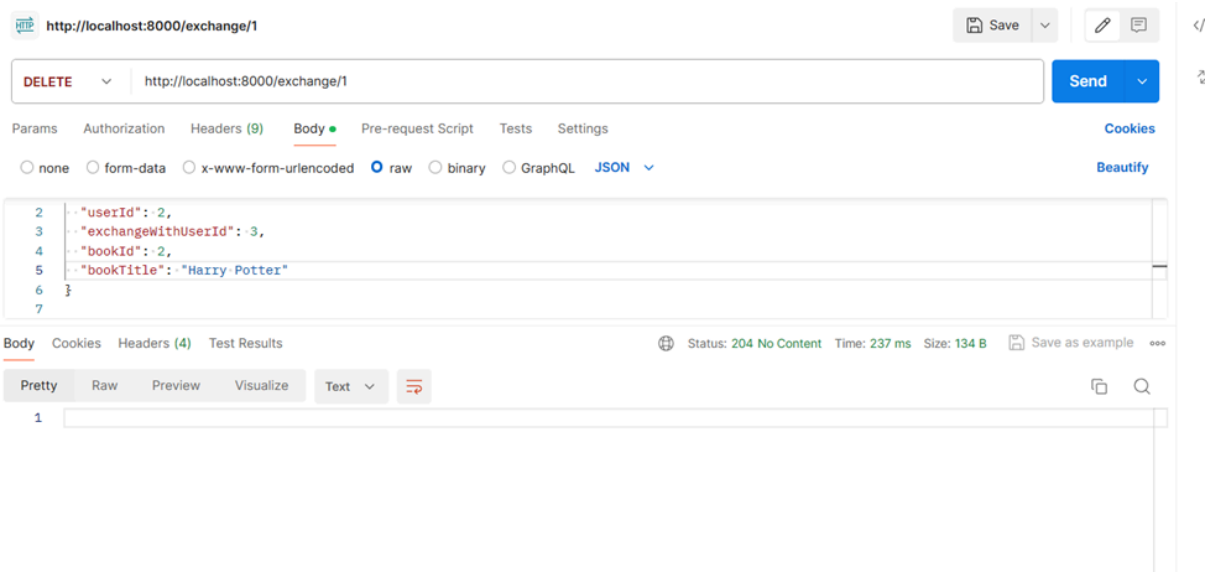 HTTP http://localhost:8000/exchange/1 Save
DELETE http://localhost:8000/exchange/1 Send
Params Authorization Headers (9) Body Pre-request Script Tests Settings Cookies
none form-data x-www-form-urlencoded raw binary GraphQL JSON Beautify
2 "userId": 2,
3 "exchangeWithUserId": 3,
4 "bookId": 2,
5 "bookTitle": "Harry Potter"
6 }
7
Body Cookies Headers (4) Test Results Status: 204 No Content Time: 237 ms Size: 134 B Save as example
Pretty Raw Preview Visualize Text
1